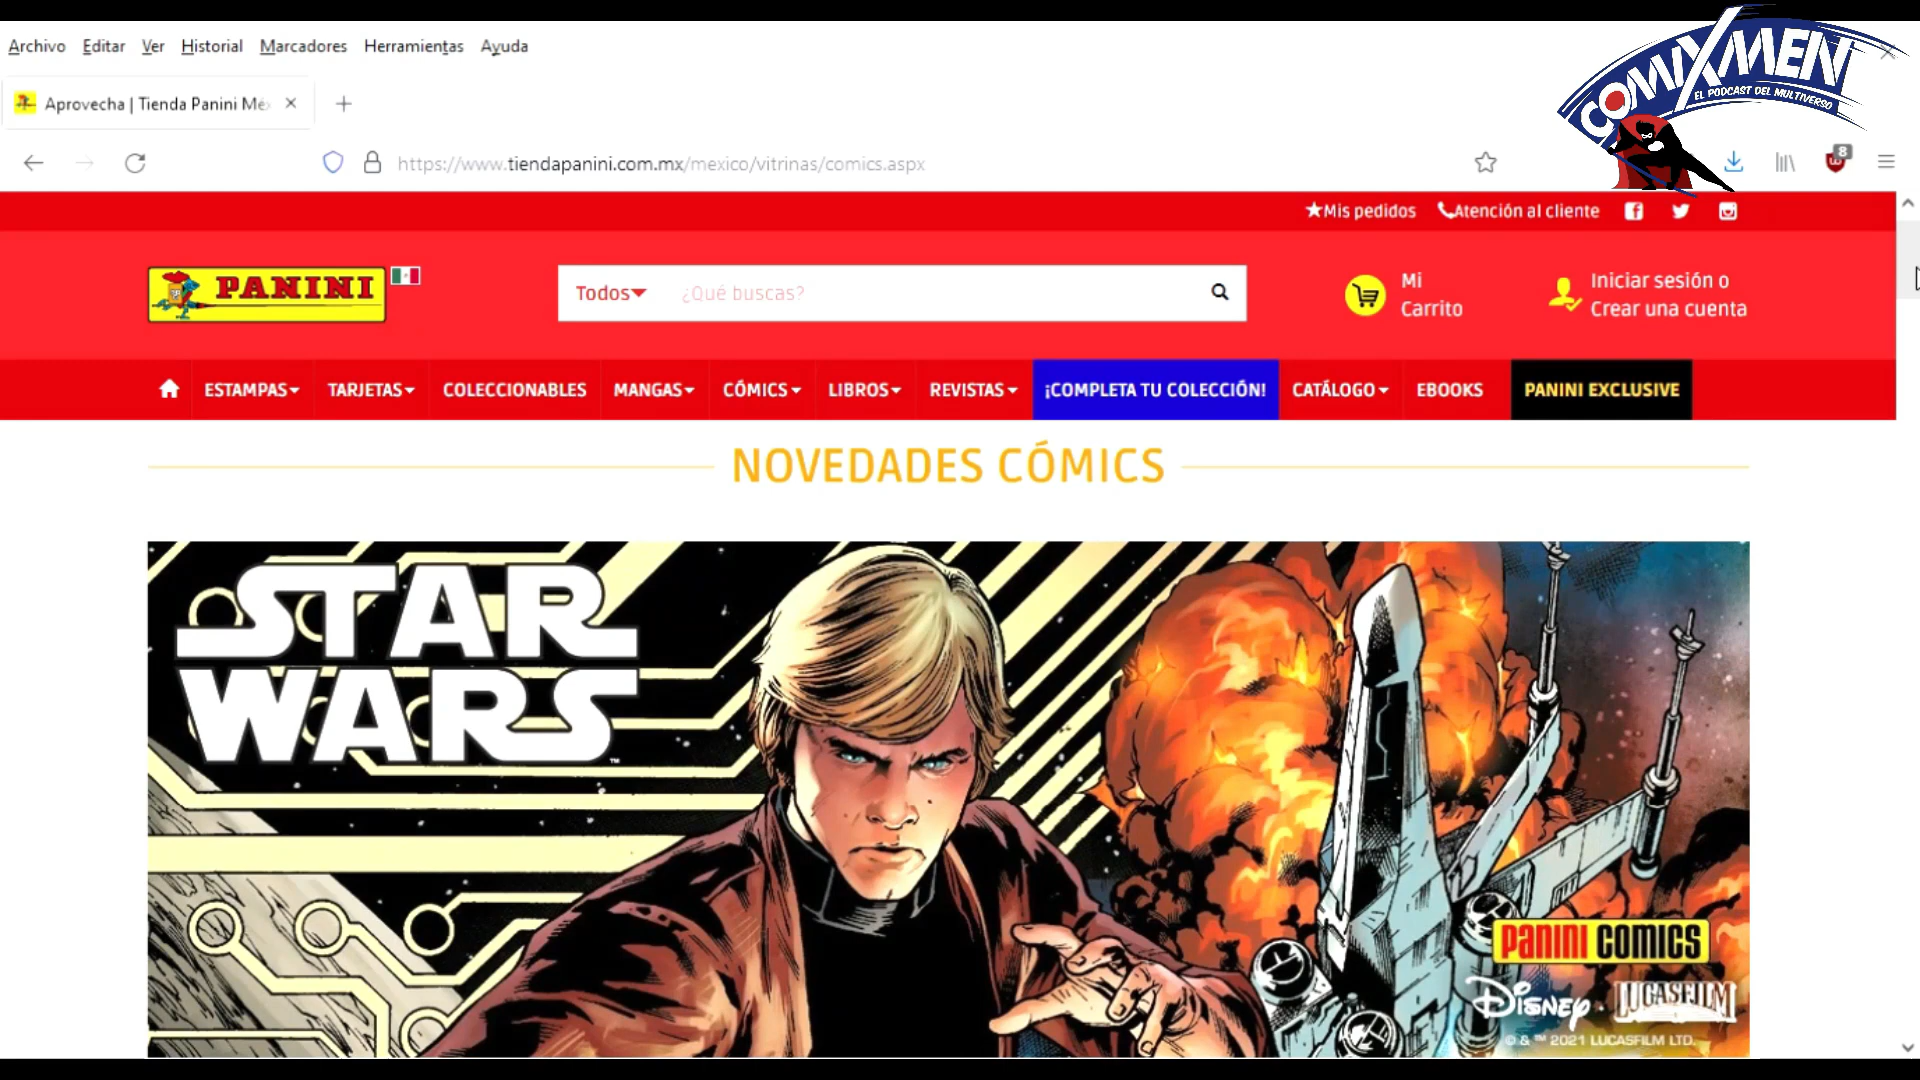 COMIXMEN
EL PODCAST DEL MULTIVERSO
Archivo Editar Ver Historial Marcadores Herramientas Ayuda
Aprovecha | Tienda Panini Méx
https://www.tiendapanini.com.mx/mexico/vitrinas/comics.aspx
8
Mis pedidos Atención al cliente
PANINI
Todos ¿Qué buscas?
Mi
Carrito
Iniciar sesión o
Crear una cuenta
ESTAMPAS TARJETAS COLECCIONABLES MANGAS CÓMICS LIBROS REVISTAS ¡COMPLETA TU COLECCIÓN! CATÁLOGO EBOOKS PANINI EXCLUSIVE
NOVEDADES CÓMICS
STAR
WARS™
PANINI COMICS
Disney · LUCASFILM
© & ™ 2021 LUCASFILM LTD.